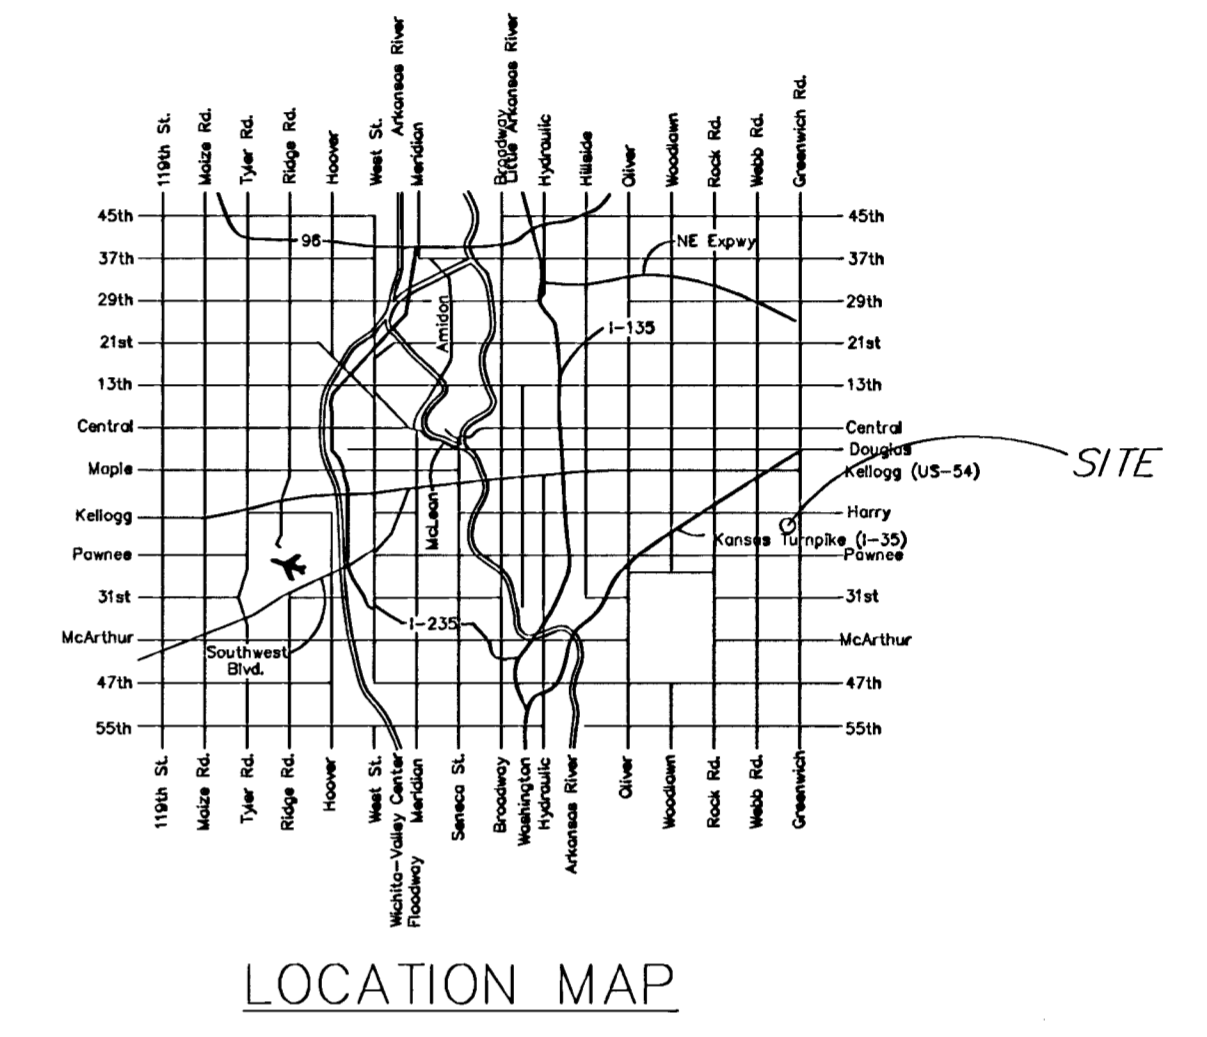 119th St.
Maize Rd.
Tyler Rd.
Ridge Rd.
Hoover
West St.
Arkansas River
Meridian
Broadway
Little Arkansas River
Hydraulic
Hillside
Oliver
Woodlawn
Rock Rd.
Webb Rd.
Greenwich Rd.
45th
45th
96
NE Expwy
37th
37th
29th
29th
Amidon
I-135
21st
21st
13th
13th
Central
Central
Douglas
SITE
Maple
Kellogg (US-54)
McLean
Kellogg
Harry
Kansas Turnpike (I-35)
Pawnee
Pawnee
31st
31st
I-235
McArthur
McArthur
Southwest
Blvd.
47th
47th
55th
55th
119th St.
Maize Rd.
Tyler Rd.
Ridge Rd.
Hoover
West St.
Wichita-Valley Center
Floodway
Meridian
Seneca St.
Broadway
Washington
Hydraulic
Arkansas River
Oliver
Woodlawn
Rock Rd.
Webb Rd.
Greenwich
LOCATION MAP